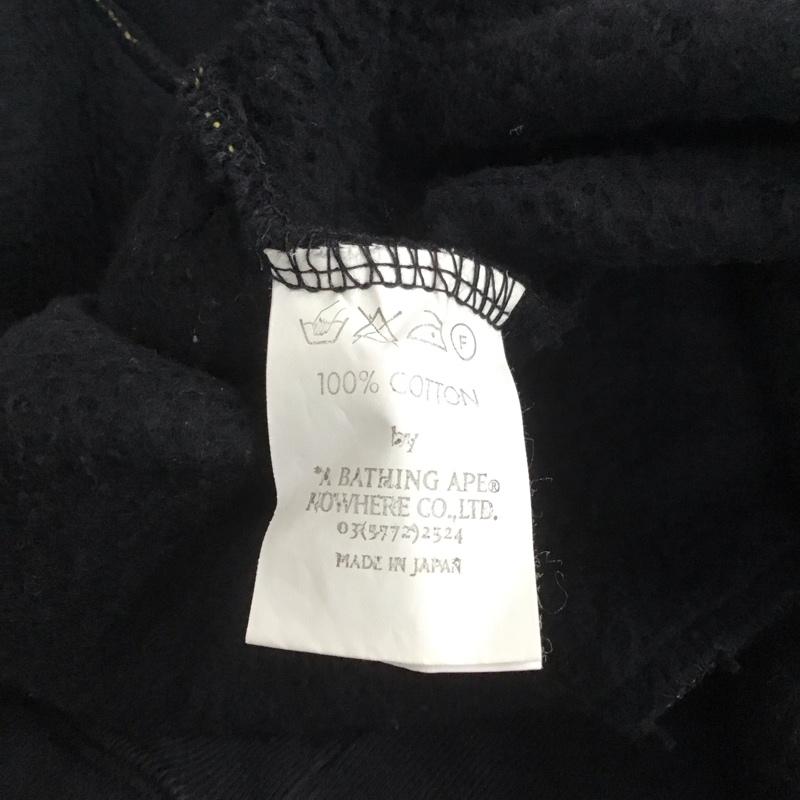 F
100% COTTON
by
*A BATHING APE®
NOWHERE CO.,LTD.
03(5772)2524
MADE IN JAPAN